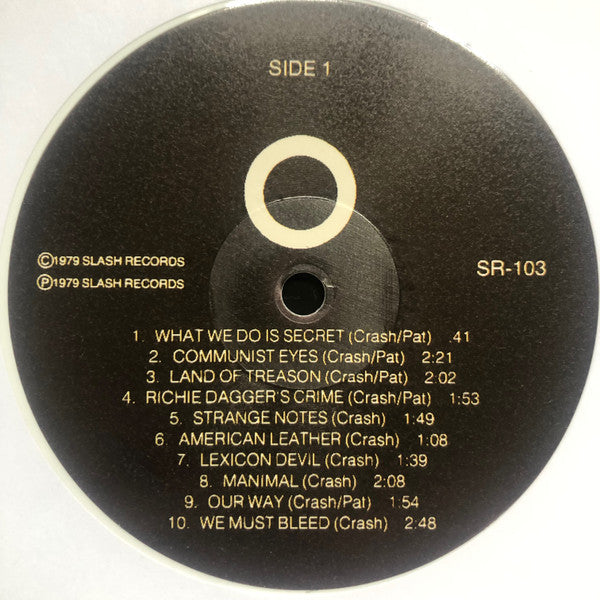 SIDE 1
©1979 SLASH RECORDS
℗1979 SLASH RECORDS
SR-103
1. WHAT WE DO IS SECRET (Crash/Pat) .41
2. COMMUNIST EYES (Crash/Pat) 2:21
3. LAND OF TREASON (Crash/Pat) 2:02
4. RICHIE DAGGER'S CRIME (Crash/Pat) 1:53
5. STRANGE NOTES (Crash/Pat) 1:49
6. AMERICAN LEATHER (Crash) 1:08
7. LEXICON DEVIL (Crash) 1:39
8. MANIMAL (Crash) 2:08
9. OUR WAY (Crash/Pat) 1:54
10. WE MUST BLEED (Crash) 2:48